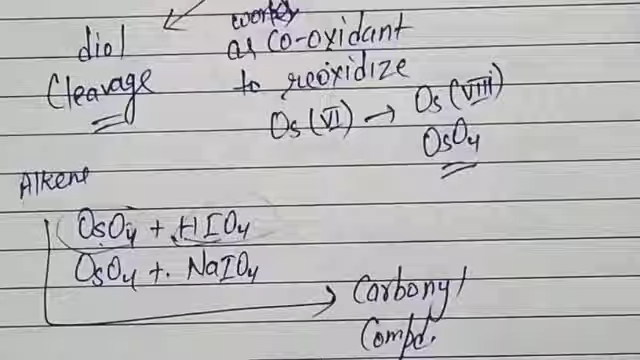 works
diol as Co-oxidant
Cleavage to reoxidize
Os (VI) → Os (VIII)
OsO4
Alkene
OsO4 + HIO4
OsO4 + NaIO4
Carbonyl
Compd.